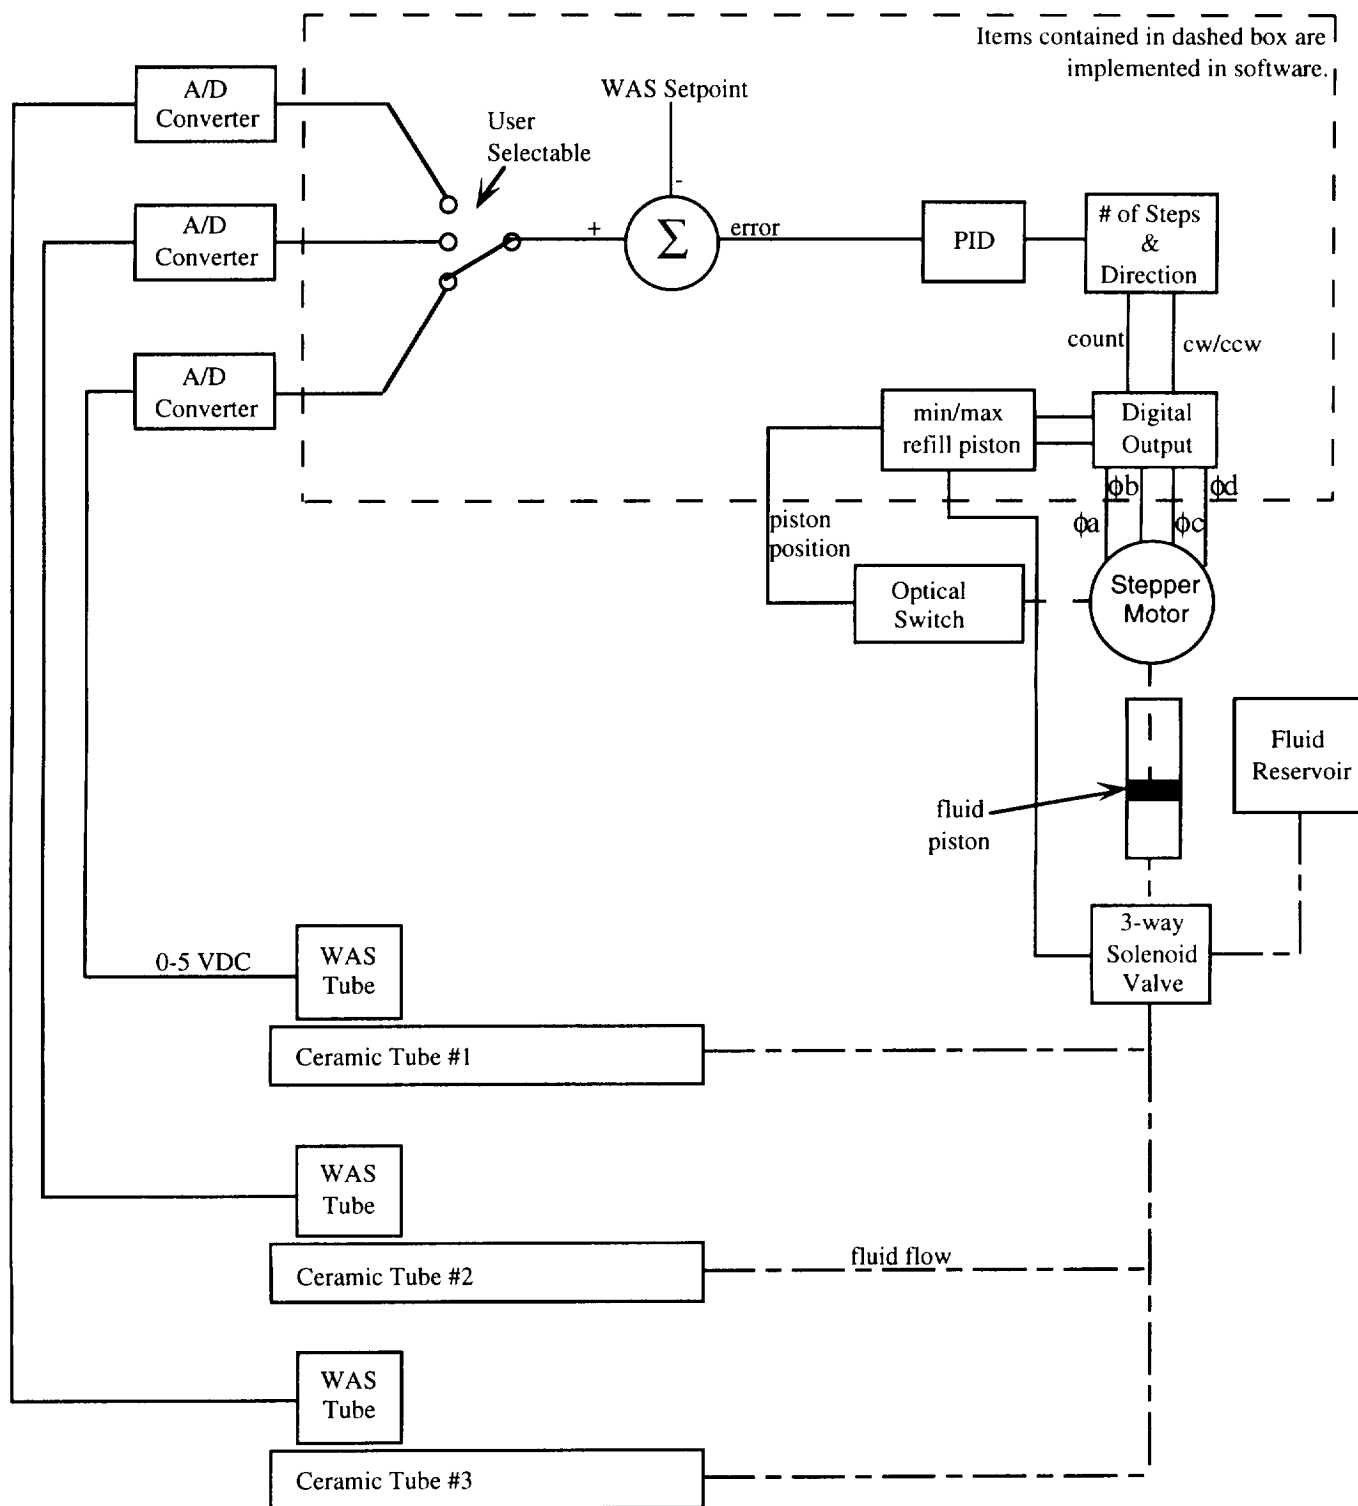 Items contained in dashed box are
implemented in software.
A/D
Converter
WAS Setpoint
User
Selectable
-
A/D
Converter
+
Σ
error
PID
# of Steps
&
Direction
count
cw/ccw
A/D
Converter
min/max
refill piston
Digital
Output
ϕb
ϕd
ϕa
ϕc
piston
position
Optical
Switch
Stepper
Motor
Fluid
Reservoir
fluid
piston
3-way
Solenoid
Valve
0-5 VDC
WAS
Tube
Ceramic Tube #1
WAS
Tube
fluid flow
Ceramic Tube #2
WAS
Tube
Ceramic Tube #3